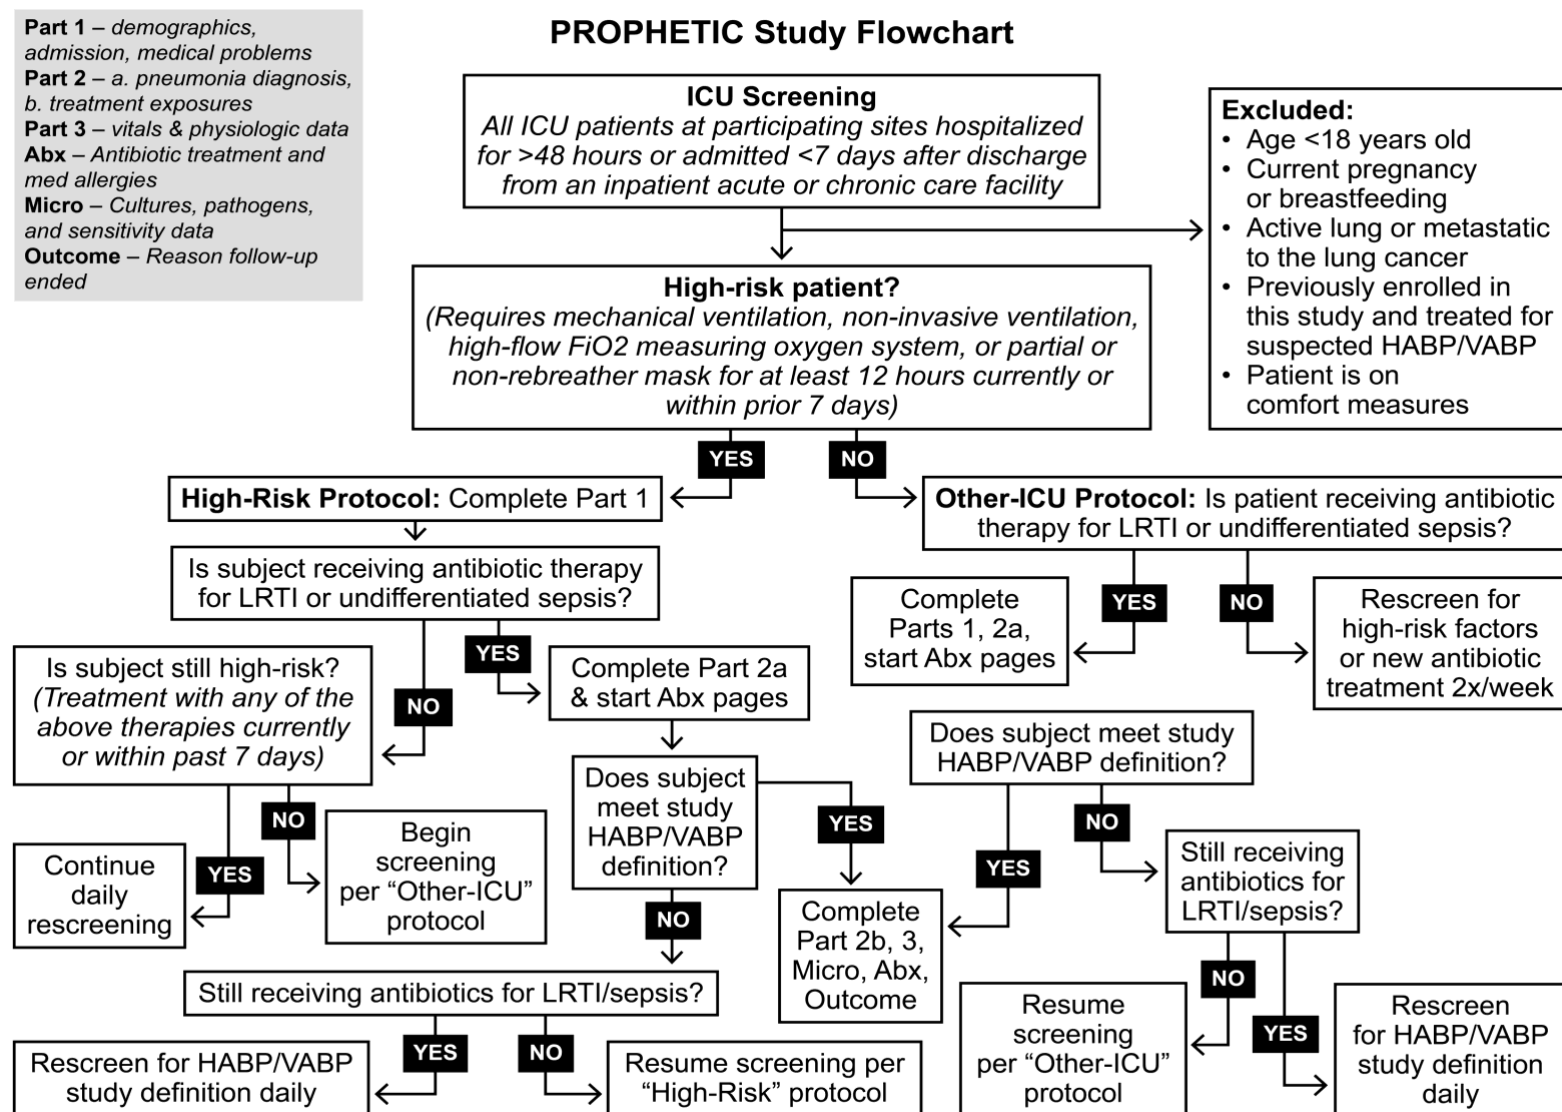 Part 1 – demographics,
admission, medical problems
Part 2 – a. pneumonia diagnosis,
b. treatment exposures
Part 3 – vitals & physiologic data
Abx – Antibiotic treatment and
med allergies
Micro – Cultures, pathogens,
and sensitivity data
Outcome – Reason follow-up
ended
PROPHETIC Study Flowchart
ICU Screening
All ICU patients at participating sites hospitalized
for >48 hours or admitted <7 days after discharge
from an inpatient acute or chronic care facility
Excluded:
• Age <18 years old
• Current pregnancy
or breastfeeding
• Active lung or metastatic
to the lung cancer
• Previously enrolled in
this study and treated for
suspected HABP/VABP
• Patient is on
comfort measures
High-risk patient?
(Requires mechanical ventilation, non-invasive ventilation,
high-flow FiO2 measuring oxygen system, or partial or
non-rebreather mask for at least 12 hours currently or
within prior 7 days)
YES
NO
High-Risk Protocol: Complete Part 1
Other-ICU Protocol: Is patient receiving antibiotic
therapy for LRTI or undifferentiated sepsis?
Is subject receiving antibiotic therapy
for LRTI or undifferentiated sepsis?
NO
YES
Is subject still high-risk?
(Treatment with any of the
above therapies currently
or within past 7 days)
Complete Part 2a
& start Abx pages
YES
NO
Continue
daily
rescreening
Begin
screening
per “Other-ICU”
protocol
Does subject
meet study
HABP/VABP
definition?
YES
NO
Still receiving antibiotics for LRTI/sepsis?
YES
NO
Rescreen for HABP/VABP
study definition daily
Resume screening per
“High-Risk” protocol
Complete
Part 2b, 3,
Micro, Abx,
Outcome
YES
NO
Complete
Parts 1, 2a,
start Abx pages
Rescreen for
high-risk factors
or new antibiotic
treatment 2x/week
Does subject meet study
HABP/VABP definition?
YES
NO
Still receiving
antibiotics for
LRTI/sepsis?
NO
YES
Resume
screening
per “Other-ICU”
protocol
Rescreen
for HABP/VABP
study definition
daily